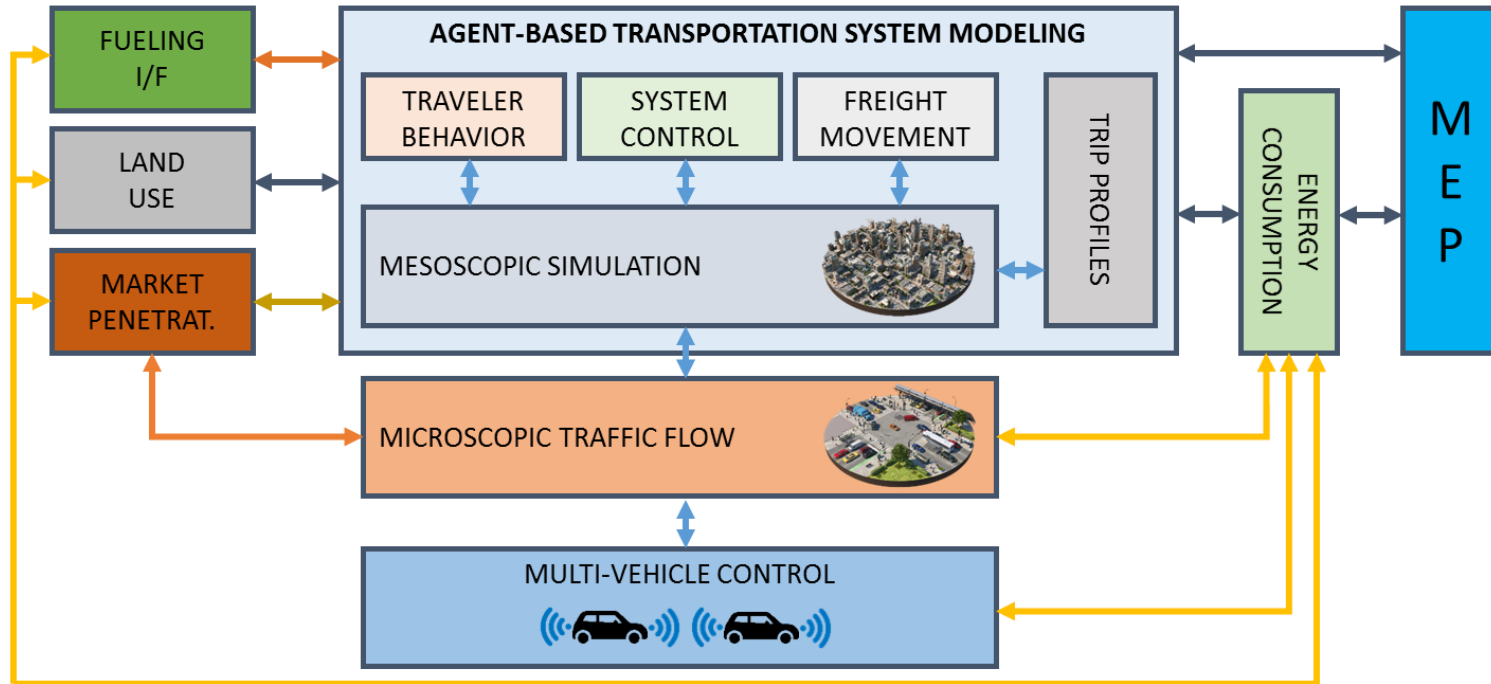 FUELING
I/F
LAND
USE
MARKET
PENETRAT.
AGENT-BASED TRANSPORTATION SYSTEM MODELING
TRAVELER
BEHAVIOR
SYSTEM
CONTROL
FREIGHT
MOVEMENT
TRIP PROFILES
MESOSCOPIC SIMULATION
MICROSCOPIC TRAFFIC FLOW
MULTI-VEHICLE CONTROL
ENERGY
CONSUMPTION
M
E
P